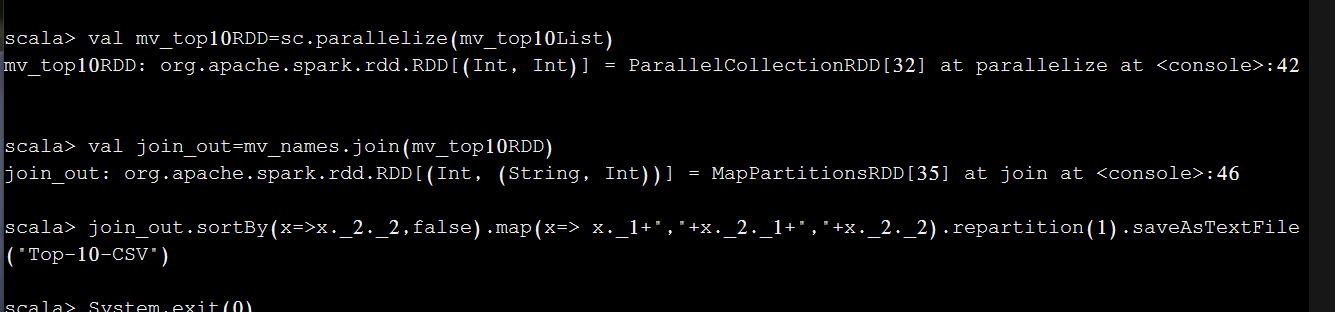 scala> val mv_top10RDD=sc.parallelize(mv_top10List)
mv_top10RDD: org.apache.spark.rdd.RDD[(Int, Int)] = ParallelCollectionRDD[32] at parallelize at <console>:42
scala> val join_out=mv_names.join(mv_top10RDD)
join_out: org.apache.spark.rdd.RDD[(Int, (String, Int))] = MapPartitionsRDD[35] at join at <console>:46
scala> join_out.sortBy(x=>x._2._2,false).map(x=> x._1+","+x._2._1+","+x._2._2).repartition(1).saveAsTextFile
("Top-10-CSV")
scala> System.exit(0)